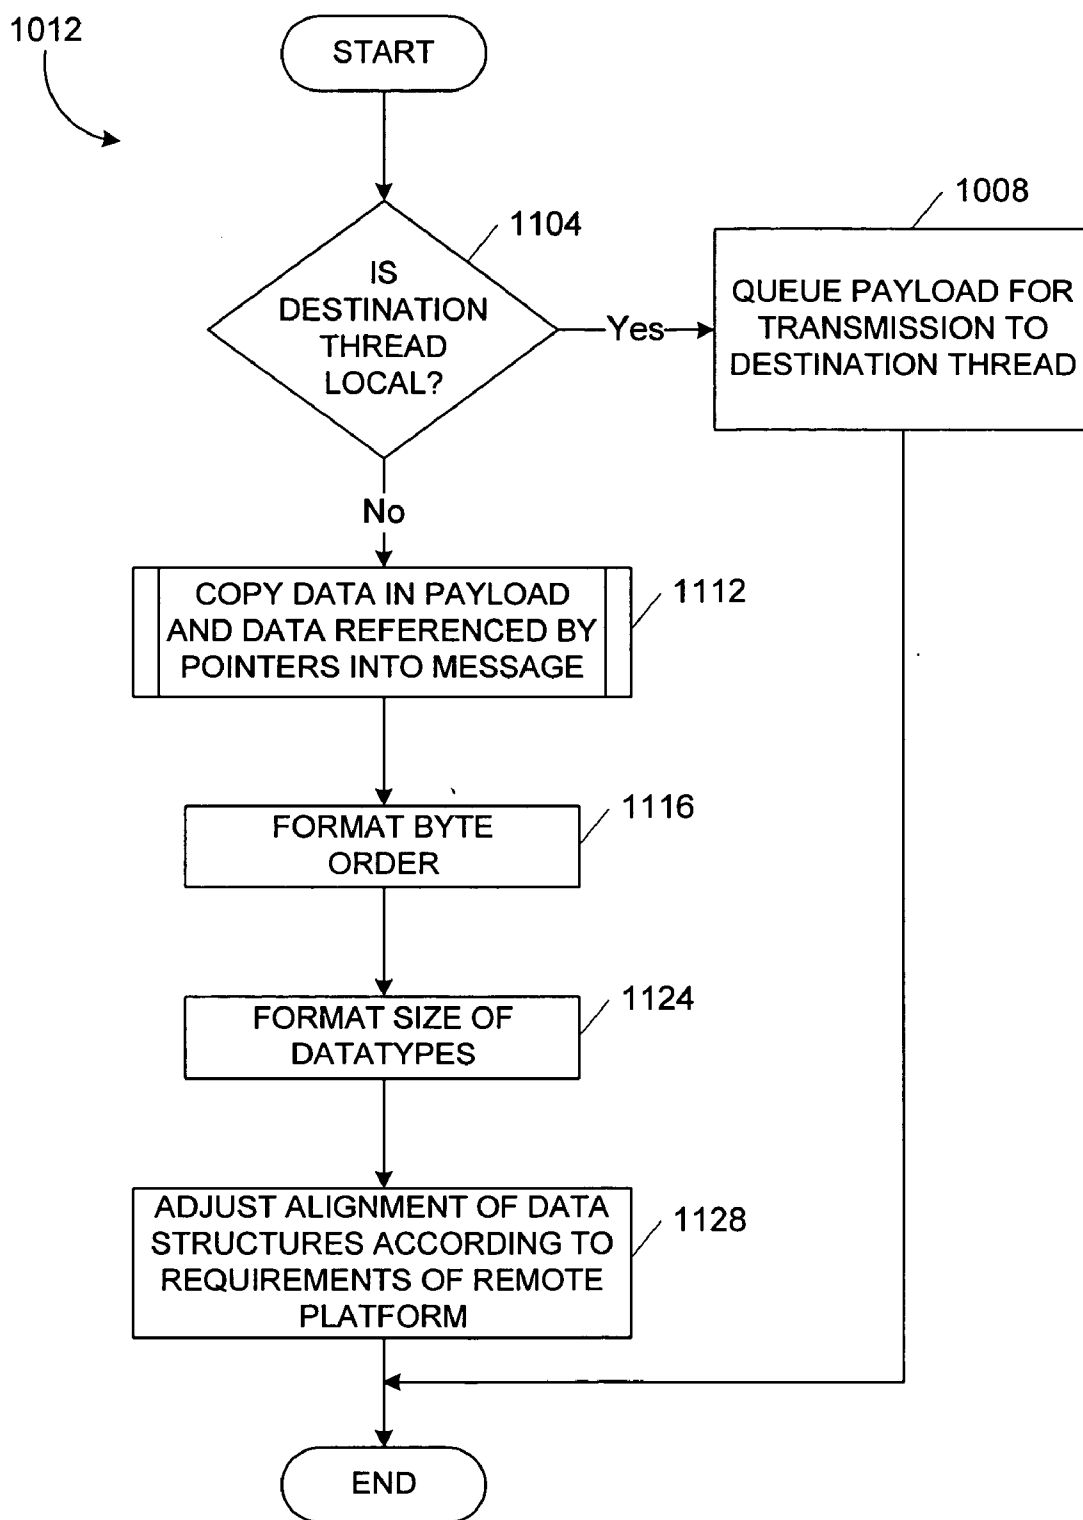 1012
START
1104
IS
DESTINATION
THREAD
LOCAL?
Yes
1008
QUEUE PAYLOAD FOR
TRANSMISSION TO
DESTINATION THREAD
No
COPY DATA IN PAYLOAD
AND DATA REFERENCED BY
POINTERS INTO MESSAGE
1112
FORMAT BYTE
ORDER
1116
FORMAT SIZE OF
DATATYPES
1124
ADJUST ALIGNMENT OF DATA
STRUCTURES ACCORDING TO
REQUIREMENTS OF REMOTE
PLATFORM
1128
END